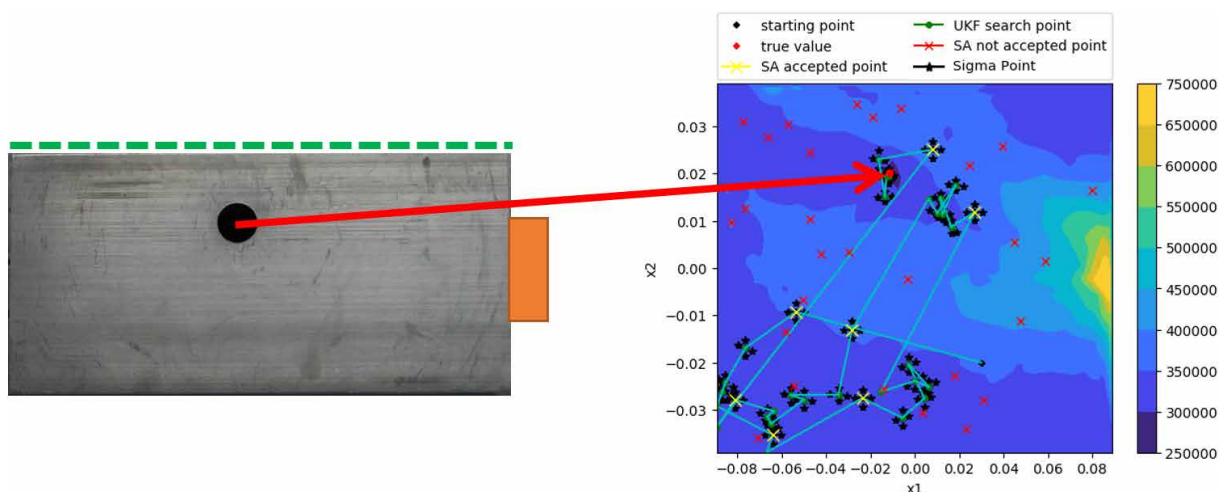 starting point
true value
SA accepted point
UKF search point
SA not accepted point
Sigma Point
0.03
0.02
0.01
0.00
−0.01
−0.02
−0.03
x2
−0.08 −0.06 −0.04 −0.02 0.00 0.02 0.04 0.06 0.08
x1
750000
650000
600000
550000
500000
450000
400000
350000
300000
250000